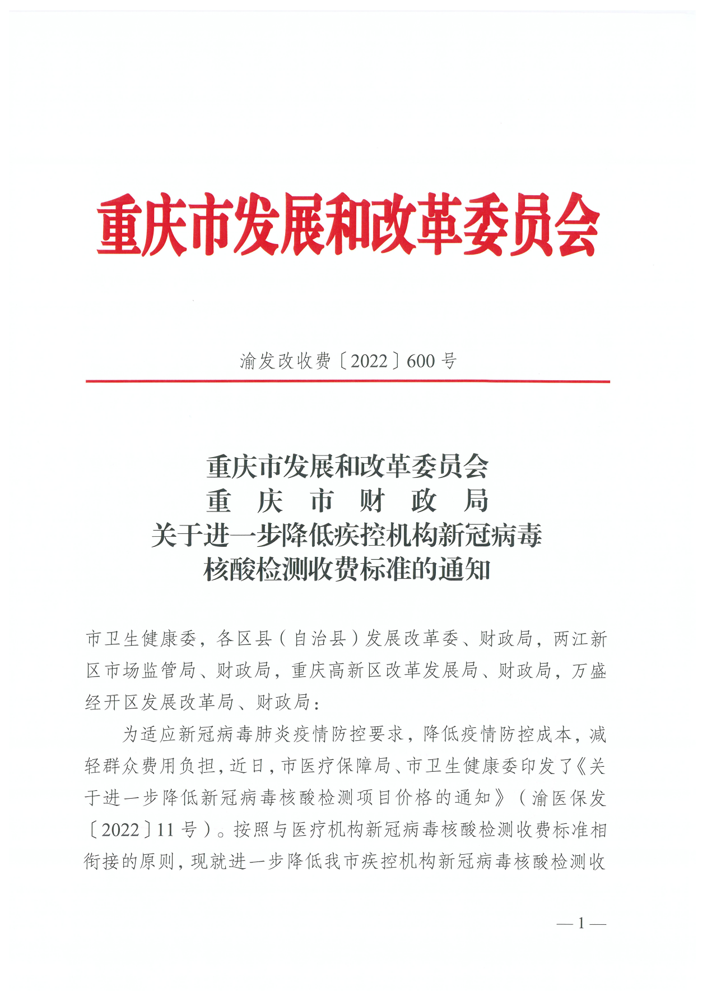 重庆市发展和改革委员会
渝发改收费〔2022〕600 号
重庆市发展和改革委员会
重庆市财政局
关于进一步降低疾控机构新冠病毒
核酸检测收费标准的通知
市卫生健康委，各区县（自治县）发展改革委、财政局，两江新
区市场监管局、财政局，重庆高新区改革发展局、财政局，万盛
经开区发展改革局、财政局：
为适应新冠病毒肺炎疫情防控要求，降低疫情防控成本，减
轻群众费用负担，近日，市医疗保障局、市卫生健康委印发了《关
于进一步降低新冠病毒核酸检测项目价格的通知》（渝医保发
〔2022〕11 号）。按照与医疗机构新冠病毒核酸检测收费标准相
衔接的原则，现就进一步降低我市疾控机构新冠病毒核酸检测收
— 1 —